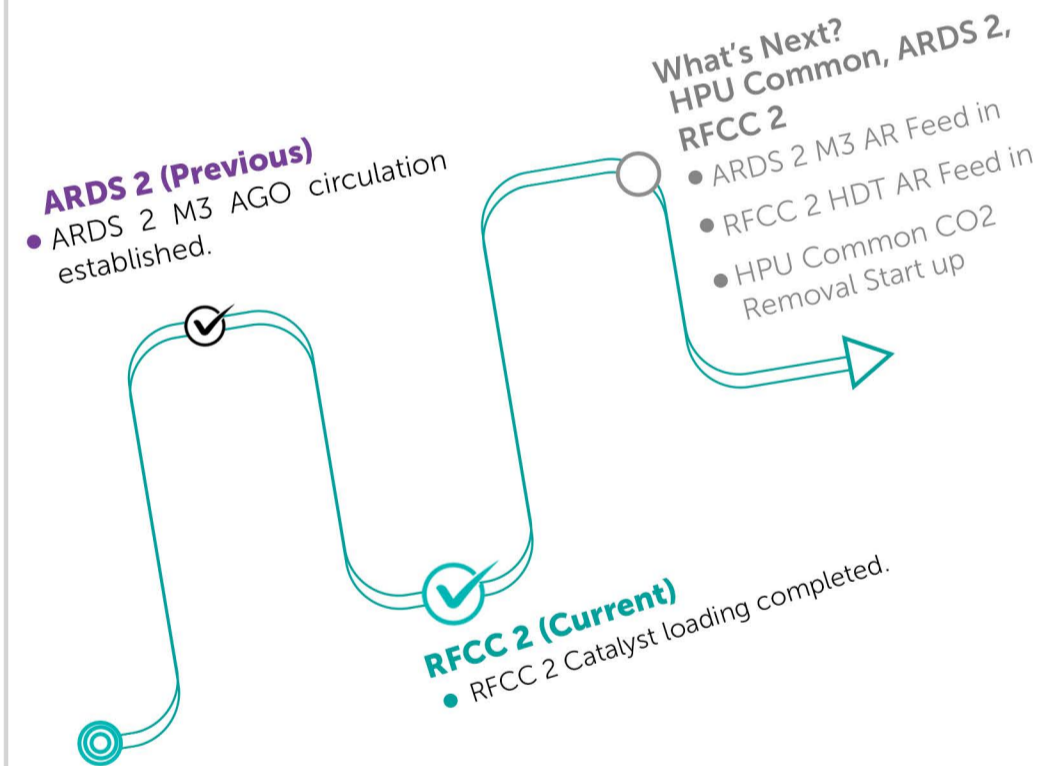 ARDS 2 (Previous)
● ARDS 2 M3 AGO circulation
established.
RFCC 2 (Current)
● RFCC 2 Catalyst loading completed.
What's Next?
HPU Common, ARDS 2,
RFCC 2
● ARDS 2 M3 AR Feed in
● RFCC 2 HDT AR Feed in
● HPU Common CO2
Removal Start up